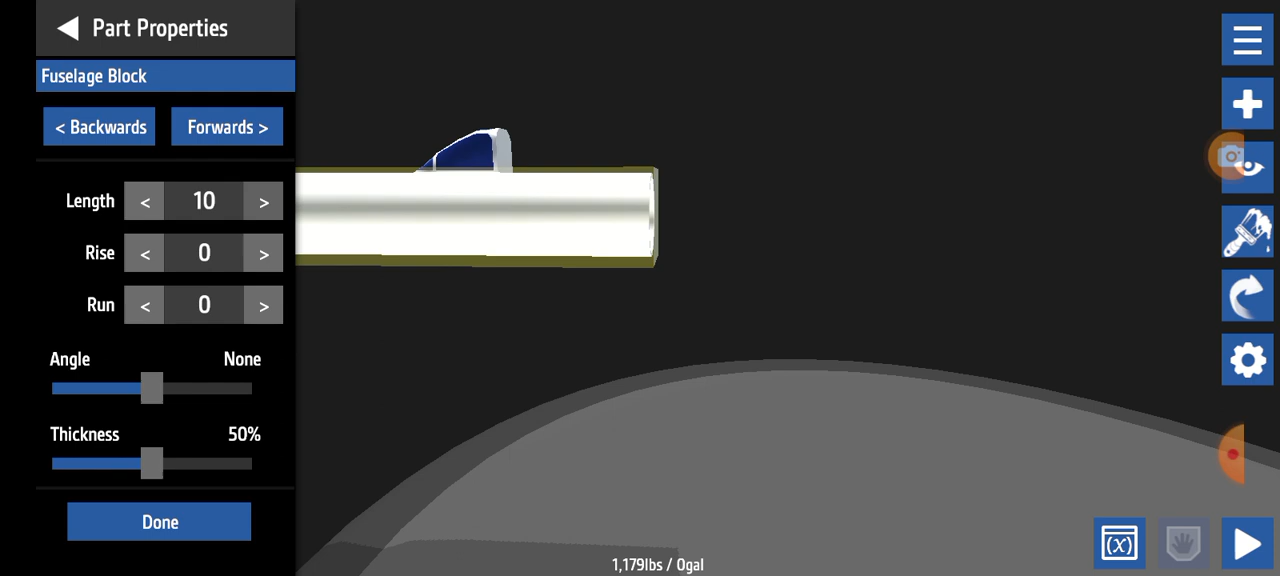 Part Properties
Fuselage Block
< Backwards Forwards >
Length < 10 >
Rise < 0 >
Run < 0 >
Angle None
Thickness 50%
Done
(x)
1,179lbs / 0gal